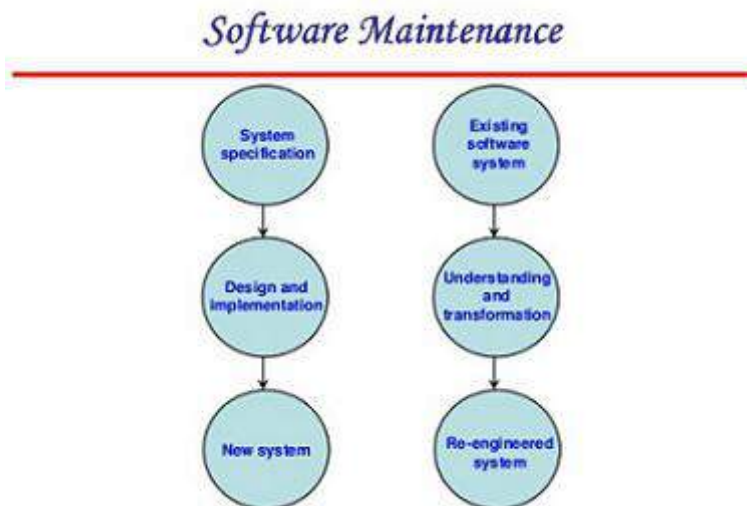 Software Maintenance
System
specification
Design and
implementation
New system
Existing
software
system
Understanding
and
transformation
Re-engineered
system